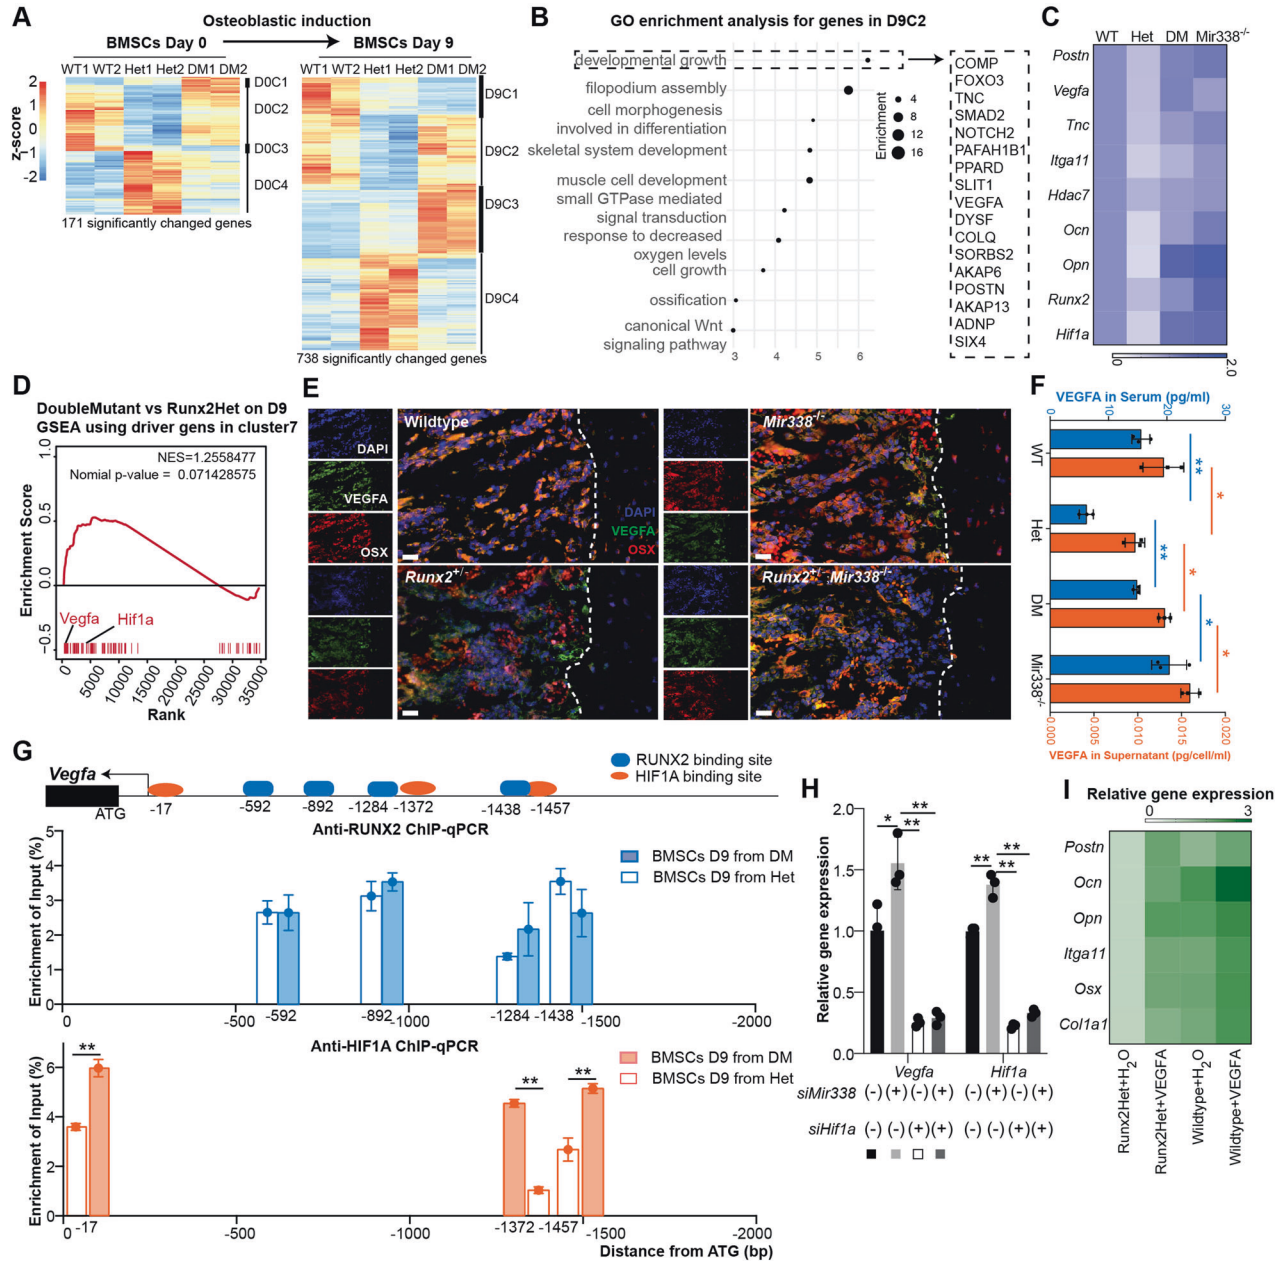 A
Osteoblastic induction
BMSCs Day 0
BMSCs Day 9
WT1 WT2 Het1 Het2 DM1 DM2
WT1 WT2 Het1 Het2 DM1 DM2
z-score
2
1
0
-1
-2
D0C1
D0C2
D0C3
D0C4
171 significantly changed genes
D9C1
D9C2
D9C3
D9C4
738 significantly changed genes
B
GO enrichment analysis for genes in D9C2
developmental growth
filopodium assembly
cell morphogenesis
involved in differentiation
skeletal system development
muscle cell development
small GTPase mediated
signal transduction
response to decreased
oxygen levels
cell growth
ossification
canonical Wnt
signaling pathway
3 4 5 6
Enrichment
4
8
12
16
COMP
FOXO3
TNC
SMAD2
NOTCH2
PAFAH1B1
PPARD
SLIT1
VEGFA
DYSF
COLQ
SORBS2
AKAP6
POSTN
AKAP13
ADNP
SIX4
C
WT Het DM Mir338-/-
Postn
Vegfa
Tnc
Itga11
Hdac7
Ocn
Opn
Runx2
Hif1a
0 2.0
D
DoubleMutant vs Runx2Het on D9
GSEA using driver gens in cluster7
NES=1.2558477
Nomial p-value = 0.071428575
Enrichment Score
1.0
0.5
0.0
-0.5
Vegfa
Hif1a
0 5000 10000 150000 200000 250000 300000 350000
Rank
E
DAPI
VEGFA
OSX
Wildtype
DAPI
VEGFA
OSX
Mir338-/-
Runx2+/-
Runx2+/- Mir338-/-
F
VEGFA in Serum (pg/ml)
0 10 20 30
WT
Het
DM
Mir338-/-
**
*
**
*
*
*
0.000 0.005 0.010 0.015 0.020
VEGFA in Supernatant (pg/cell/ml)
G
Vegfa
ATG
-17
-592
-892
-1284
-1372
-1438
-1457
RUNX2 binding site
HIF1A binding site
Anti-RUNX2 ChIP-qPCR
Enrichment of Input (%)
5
4
3
2
1
0
BMSCs D9 from DM
BMSCs D9 from Het
0 -500 -592 -892 -1000 -1284 -1438 -1500 -2000
Anti-HIF1A ChIP-qPCR
Enrichment of Input (%)
6
4
2
0
**
**
**
BMSCs D9 from DM
BMSCs D9 from Het
0 -17 -500 -1000 -1372 -1457 -1500 -2000
Distance from ATG (bp)
H
Relative gene expression
2.0
1.5
1.0
0.5
0.0
*
**
**
**
**
**
Vegfa Hif1a
siMir338 (-) (+) (-) (+) (-) (+) (-) (+)
siHif1a (-) (-) (+) (+) (-) (-) (+) (+)
I
Relative gene expression
0 3
Postn
Ocn
Opn
Itga11
Osx
Col1a1
Runx2Het+H2O
Runx2Het+VEGFA
Wildtype+H2O
Wildtype+VEGFA